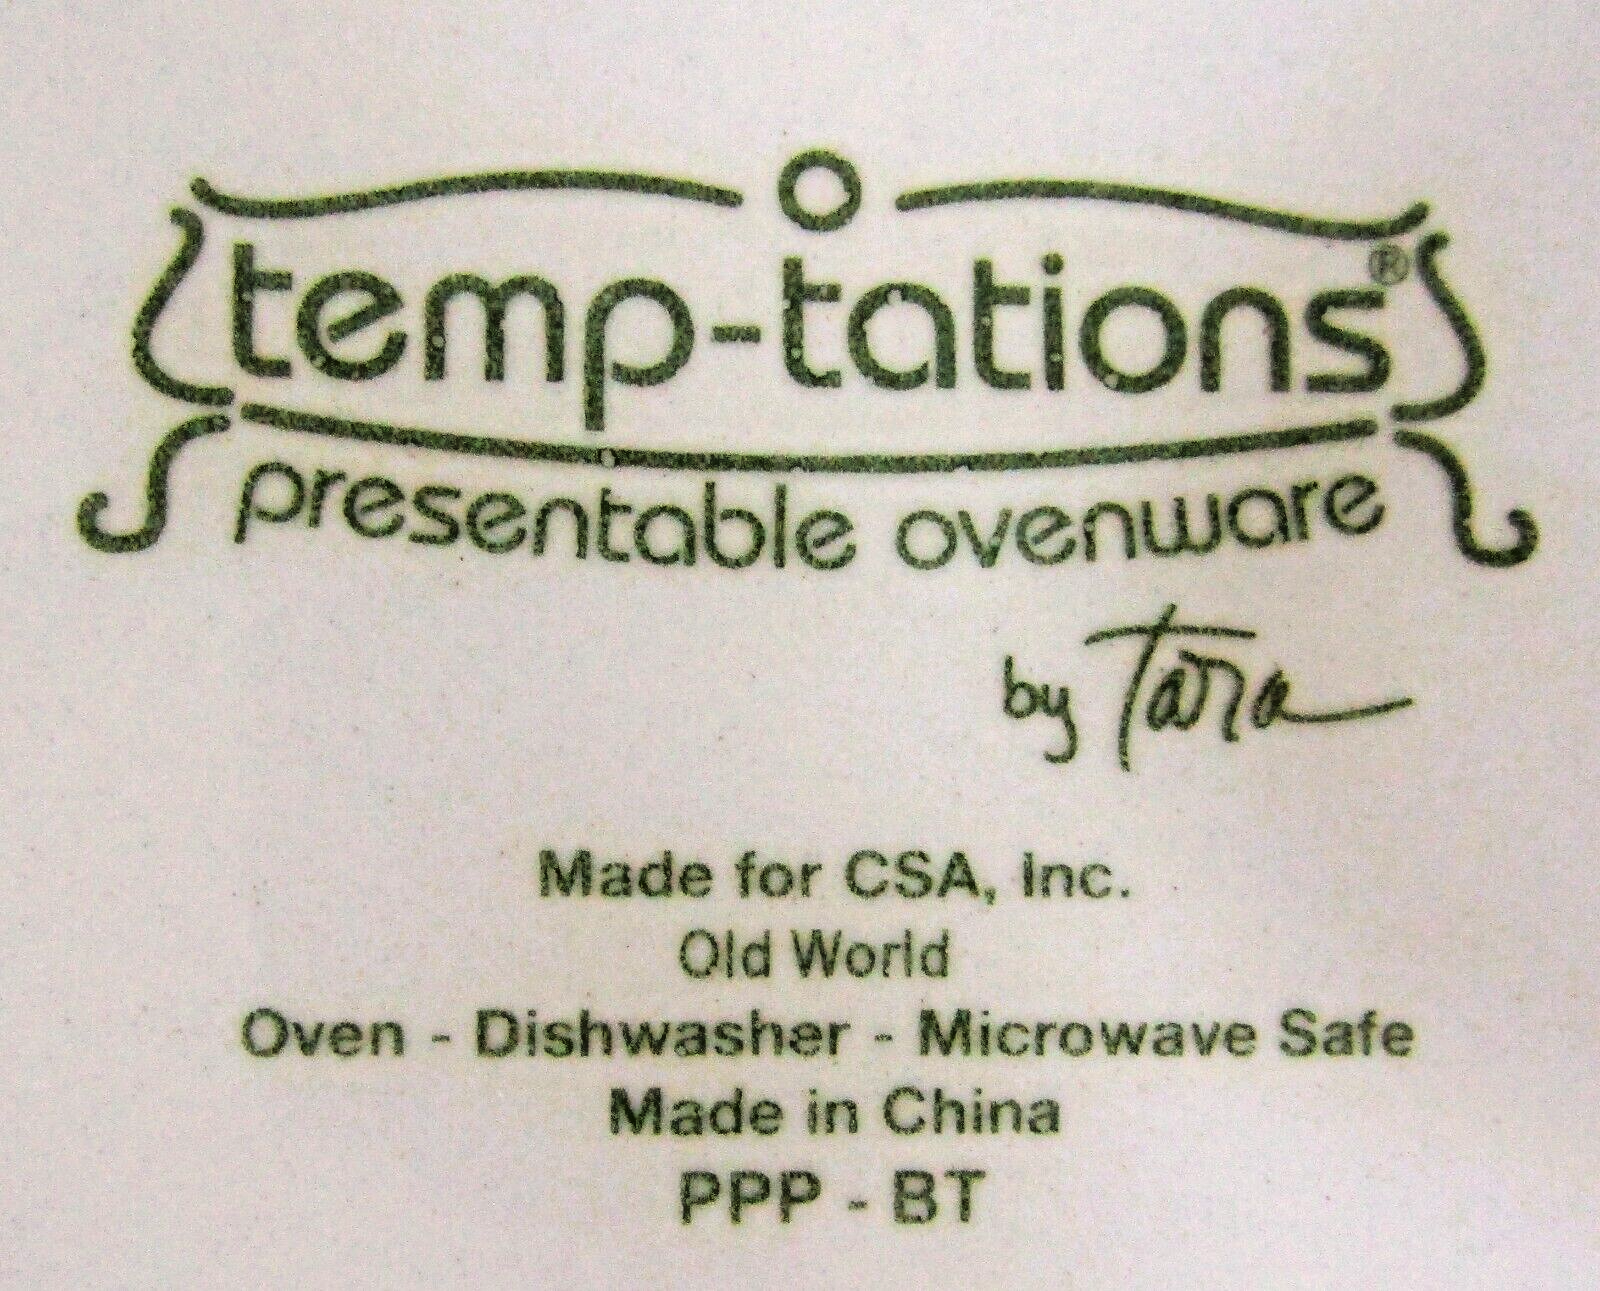 temp-tations®
presentable ovenware
by Tara
Made for CSA, Inc.
Old World
Oven - Dishwasher - Microwave Safe
Made in China
PPP - BT